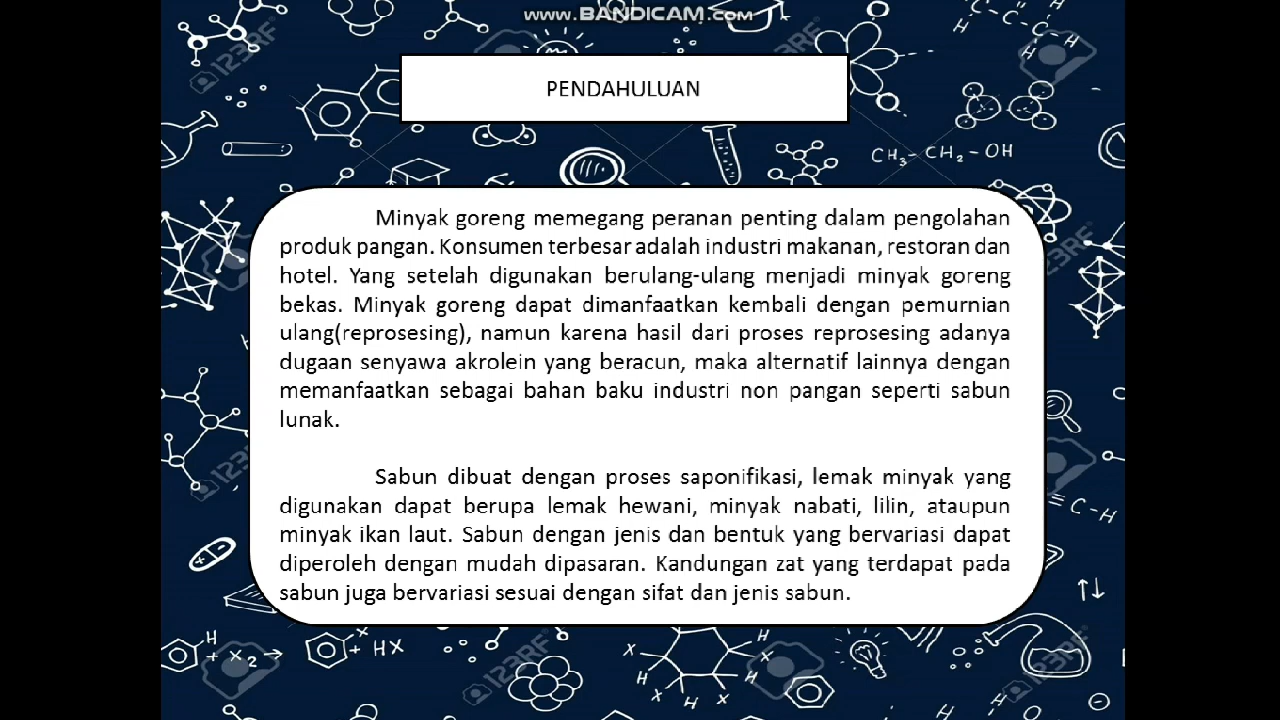 www.BANDICAM.com
PENDAHULUAN
CH₃-CH₂-OH
Minyak goreng memegang peranan penting dalam pengolahan
produk pangan. Konsumen terbesar adalah industri makanan, restoran dan
hotel. Yang setelah digunakan berulang-ulang menjadi minyak goreng
bekas. Minyak goreng dapat dimanfaatkan kembali dengan pemurnian
ulang(reprosesing), namun karena hasil dari proses reprosesing adanya
dugaan senyawa akrolein yang beracun, maka alternatif lainnya dengan
memanfaatkan sebagai bahan baku industri non pangan seperti sabun
lunak.
Sabun dibuat dengan proses saponifikasi, lemak minyak yang
digunakan dapat berupa lemak hewani, minyak nabati, lilin, ataupun
minyak ikan laut. Sabun dengan jenis dan bentuk yang bervariasi dapat
diperoleh dengan mudah dipasaran. Kandungan zat yang terdapat pada
sabun juga bervariasi sesuai dengan sifat dan jenis sabun.
=C-H
H
+ X₂ →
X
+ HX
123RF